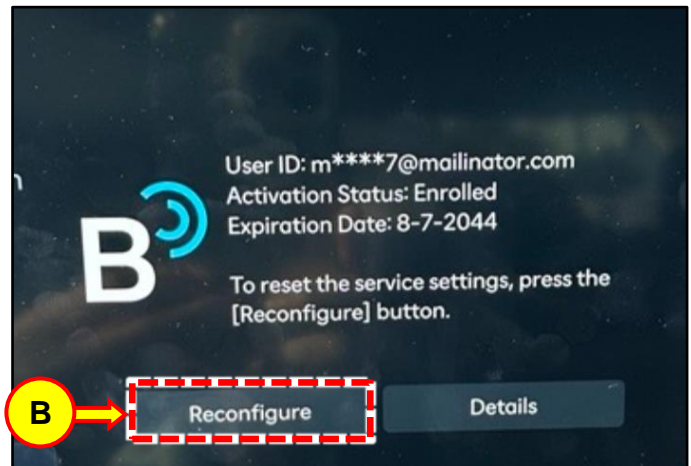 User ID: m****7@mailinator.com
Activation Status: Enrolled
Expiration Date: 8-7-2044
B
To reset the service settings, press the
[Reconfigure] button.
B
Reconfigure
Details